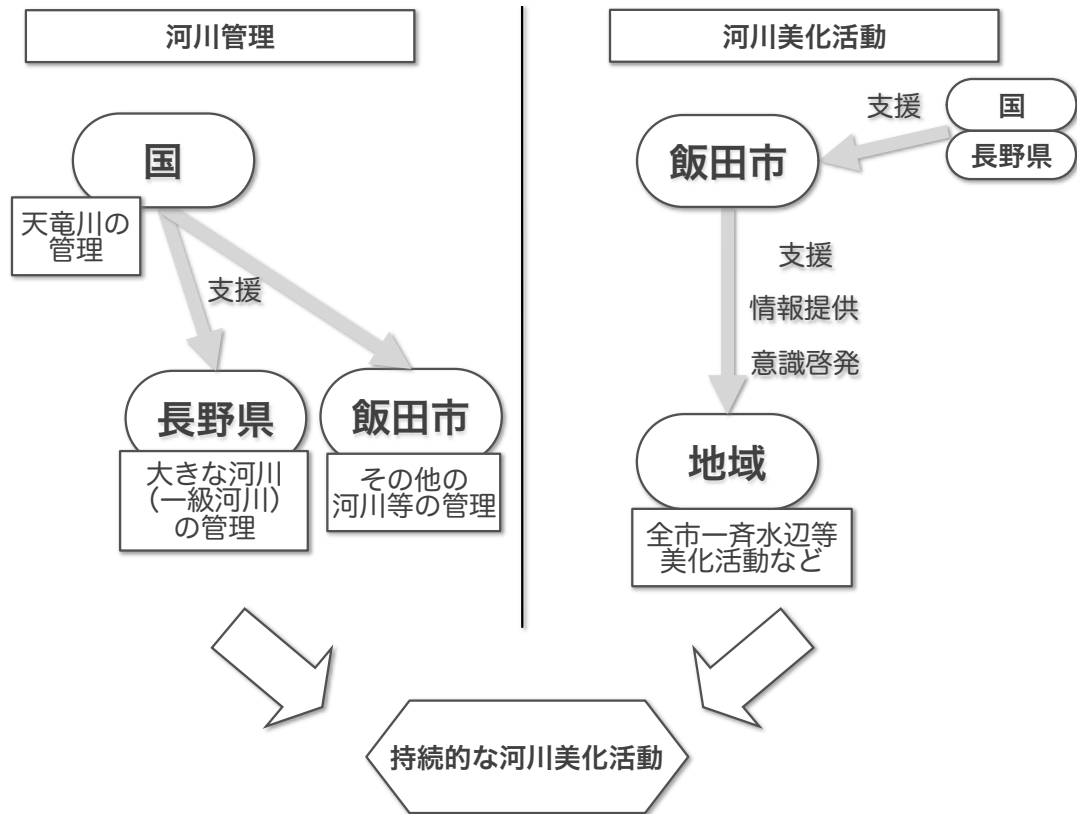 河川管理
国
天竜川の
管理
支援
長野県
大きな河川
（一級河川）
の管理
飯田市
その他の
河川等の管理
河川美化活動
国
長野県
支援
飯田市
支援
情報提供
意識啓発
地域
全市一斉水辺等
美化活動など
持続的な河川美化活動